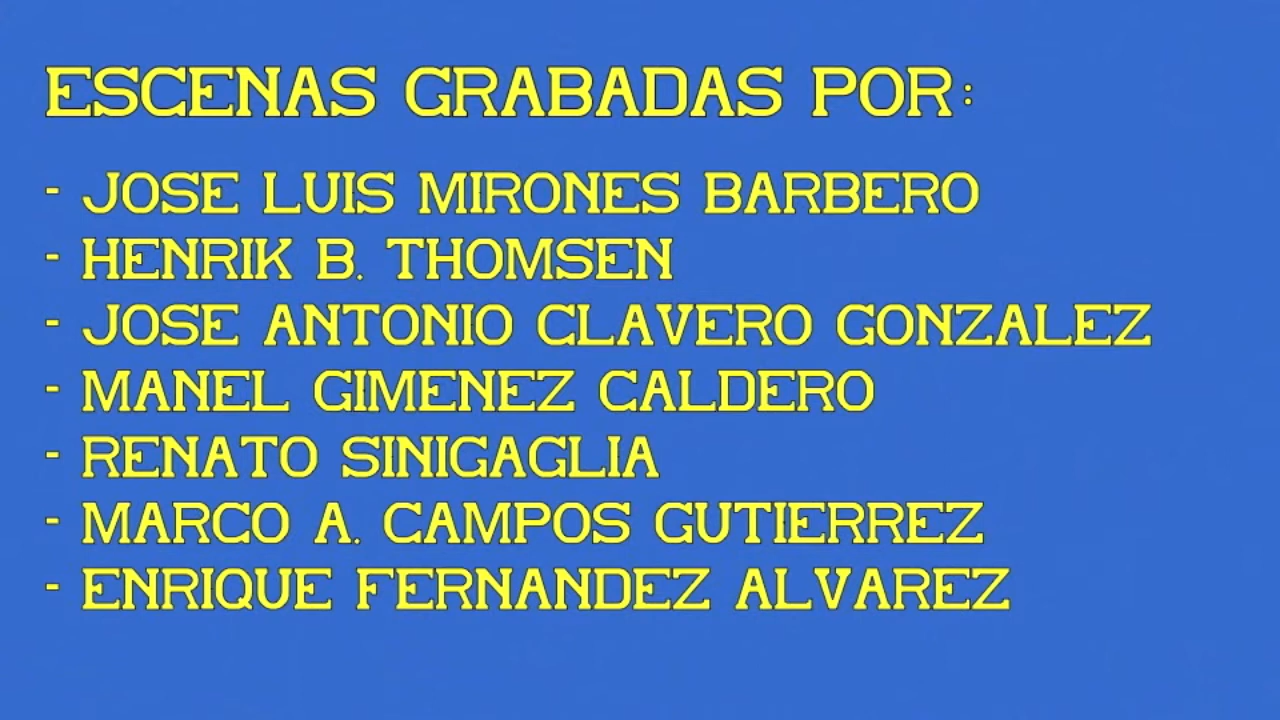 ESCENAS GRABADAS POR:
- JOSE LUIS MIRONES BARBERO
- HENRIK B. THOMSEN
- JOSE ANTONIO CLAVERO GONZALEZ
- MANEL GIMENEZ CALDERO
- RENATO SINIGAGLIA
- MARCO A. CAMPOS GUTIERREZ
- ENRIQUE FERNANDEZ ALVAREZ